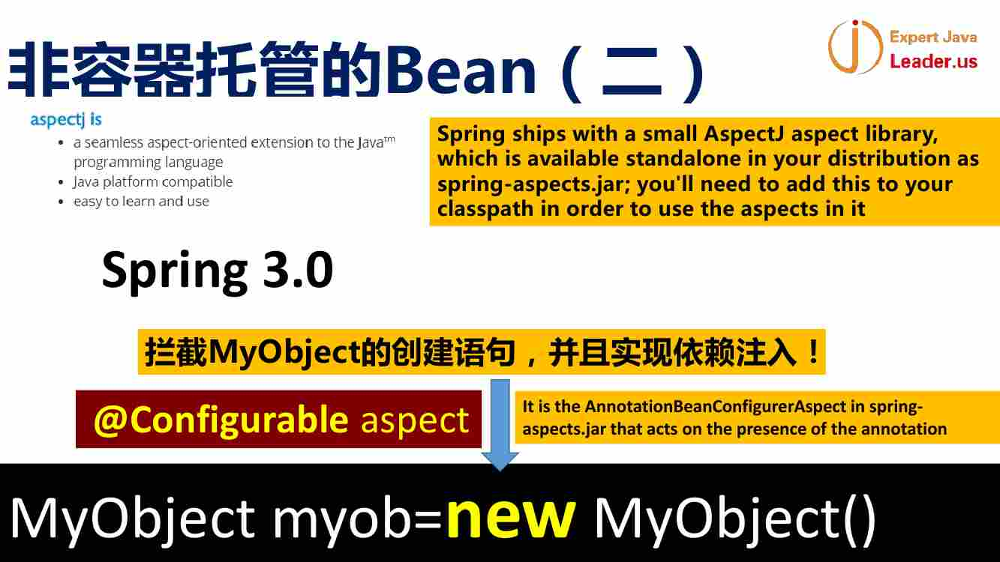 非容器托管的Bean（二）
Expert Java
Leader.us
aspectj is
• a seamless aspect-oriented extension to the Java™
programming language
• Java platform compatible
• easy to learn and use
Spring ships with a small AspectJ aspect library,
which is available standalone in your distribution as
spring-aspects.jar; you'll need to add this to your
classpath in order to use the aspects in it
Spring 3.0
拦截MyObject的创建语句，并且实现依赖注入！
@Configurable aspect
It is the AnnotationBeanConfigurerAspect in spring-
aspects.jar that acts on the presence of the annotation
MyObject myob=new MyObject()